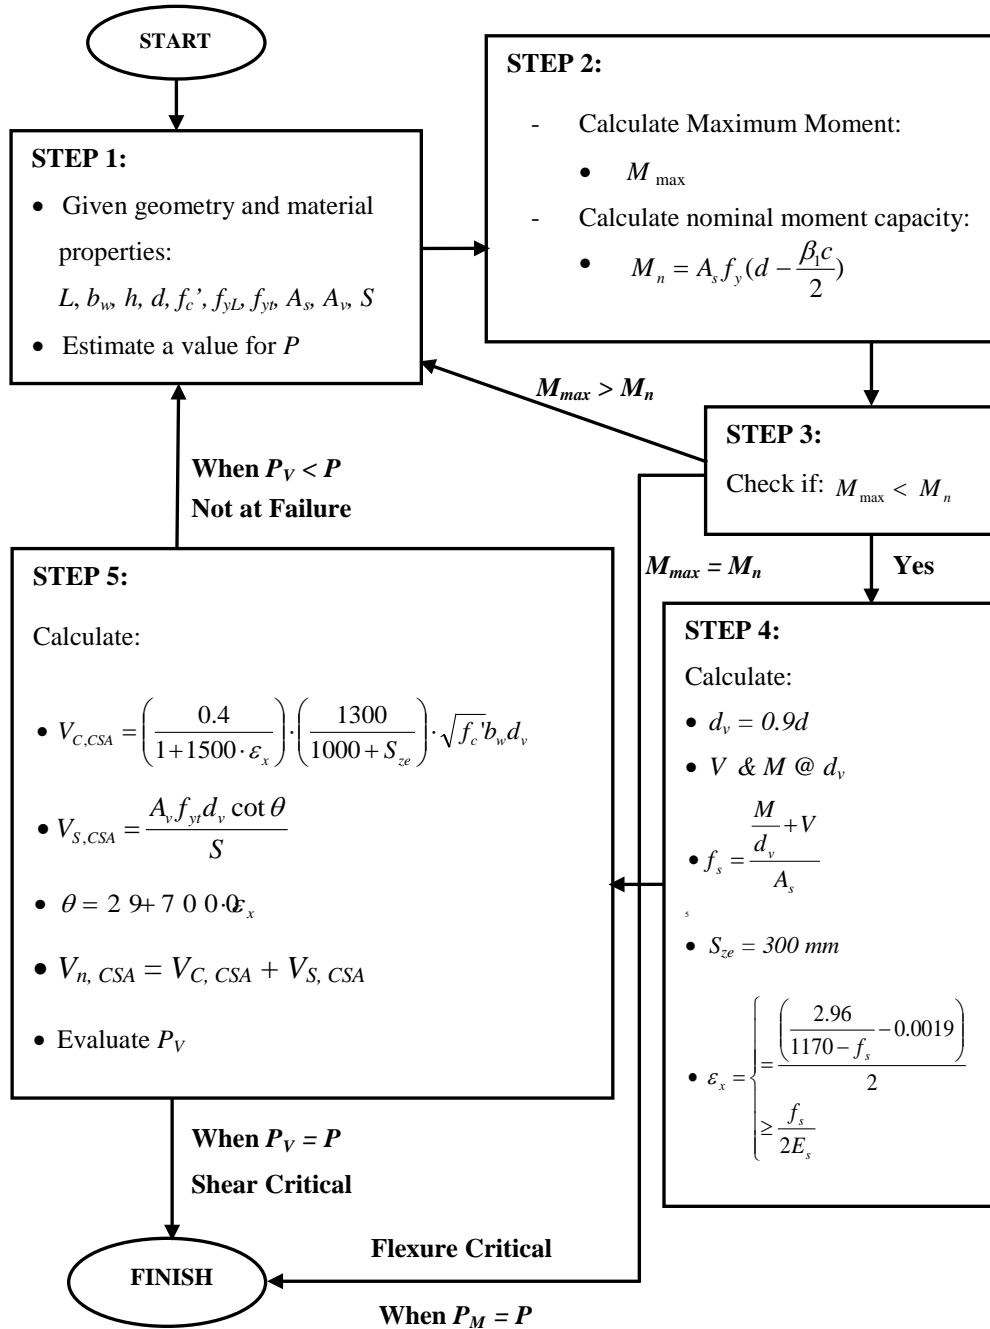 START
STEP 1:
• Given geometry and material
properties:
L, b_w, h, d, f_c’, f_yL, f_yt, A_s, A_v, S
• Estimate a value for P
STEP 2:
- Calculate Maximum Moment:
• M_max
- Calculate nominal moment capacity:
• M_n = A_s f_y (d − β_1 c / 2)
M_max > M_n
STEP 3:
Check if: M_max < M_n
M_max = M_n
Yes
STEP 4:
Calculate:
• d_v = 0.9d
• V & M @ d_v
• f_s = (M / d_v + V) / A_s
s
• S_ze = 300 mm
• ε_x = { = (2.96 / (1170 − f_s) − 0.0019) / 2
≥ f_s / 2E_s
When P_V < P
Not at Failure
STEP 5:
Calculate:
• V_C,CSA = (0.4 / (1 + 1500 · ε_x)) · (1300 / (1000 + S_ze)) · √f_c' b_w d_v
• V_S,CSA = A_v f_yt d_v cot θ / S
• θ = 29 + 7000 · ε_x
• V_n, CSA = V_C, CSA + V_S, CSA
• Evaluate P_V
When P_V = P
Shear Critical
Flexure Critical
When P_M = P
FINISH